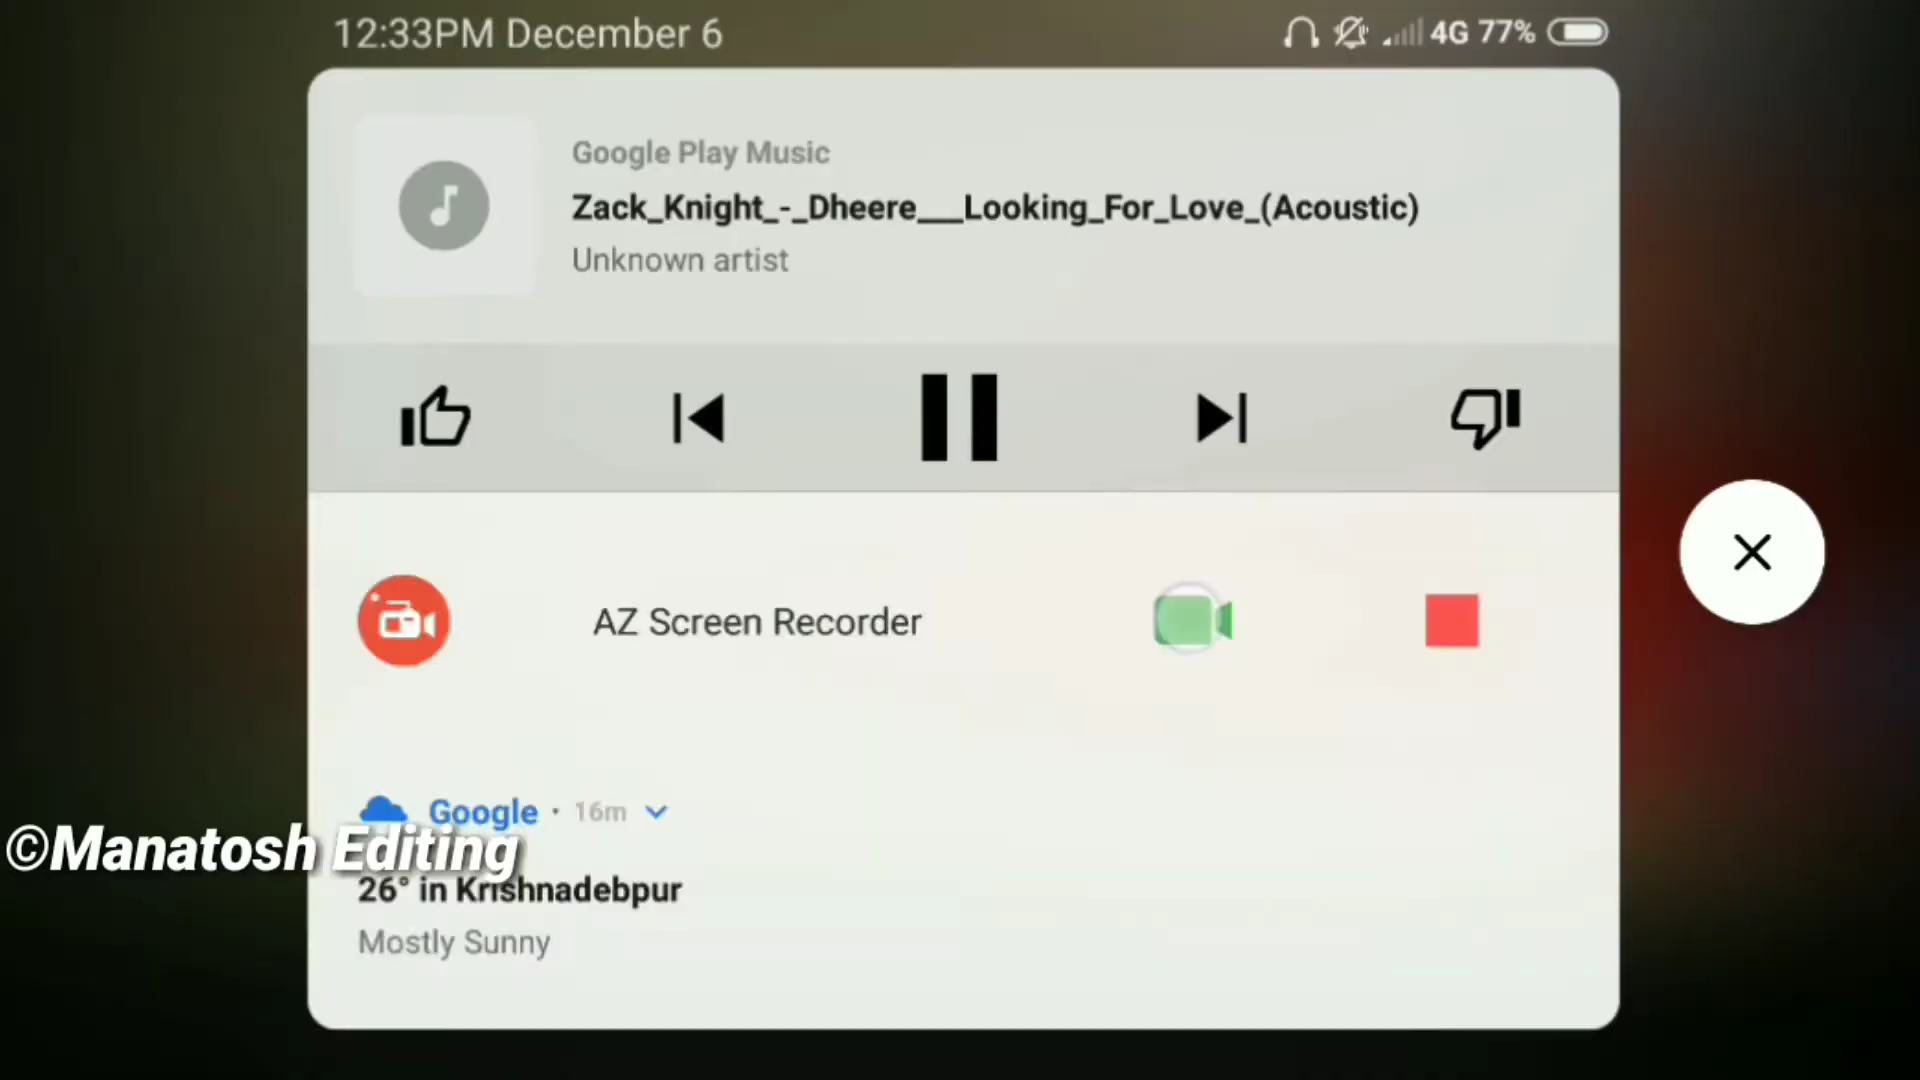 12:33PM December 6
4G 77%
Google Play Music
Zack_Knight_-_Dheere___Looking_For_Love_(Acoustic)
Unknown artist
AZ Screen Recorder
Google · 16m
©Manatosh Editing
26° in Krishnadebpur
Mostly Sunny